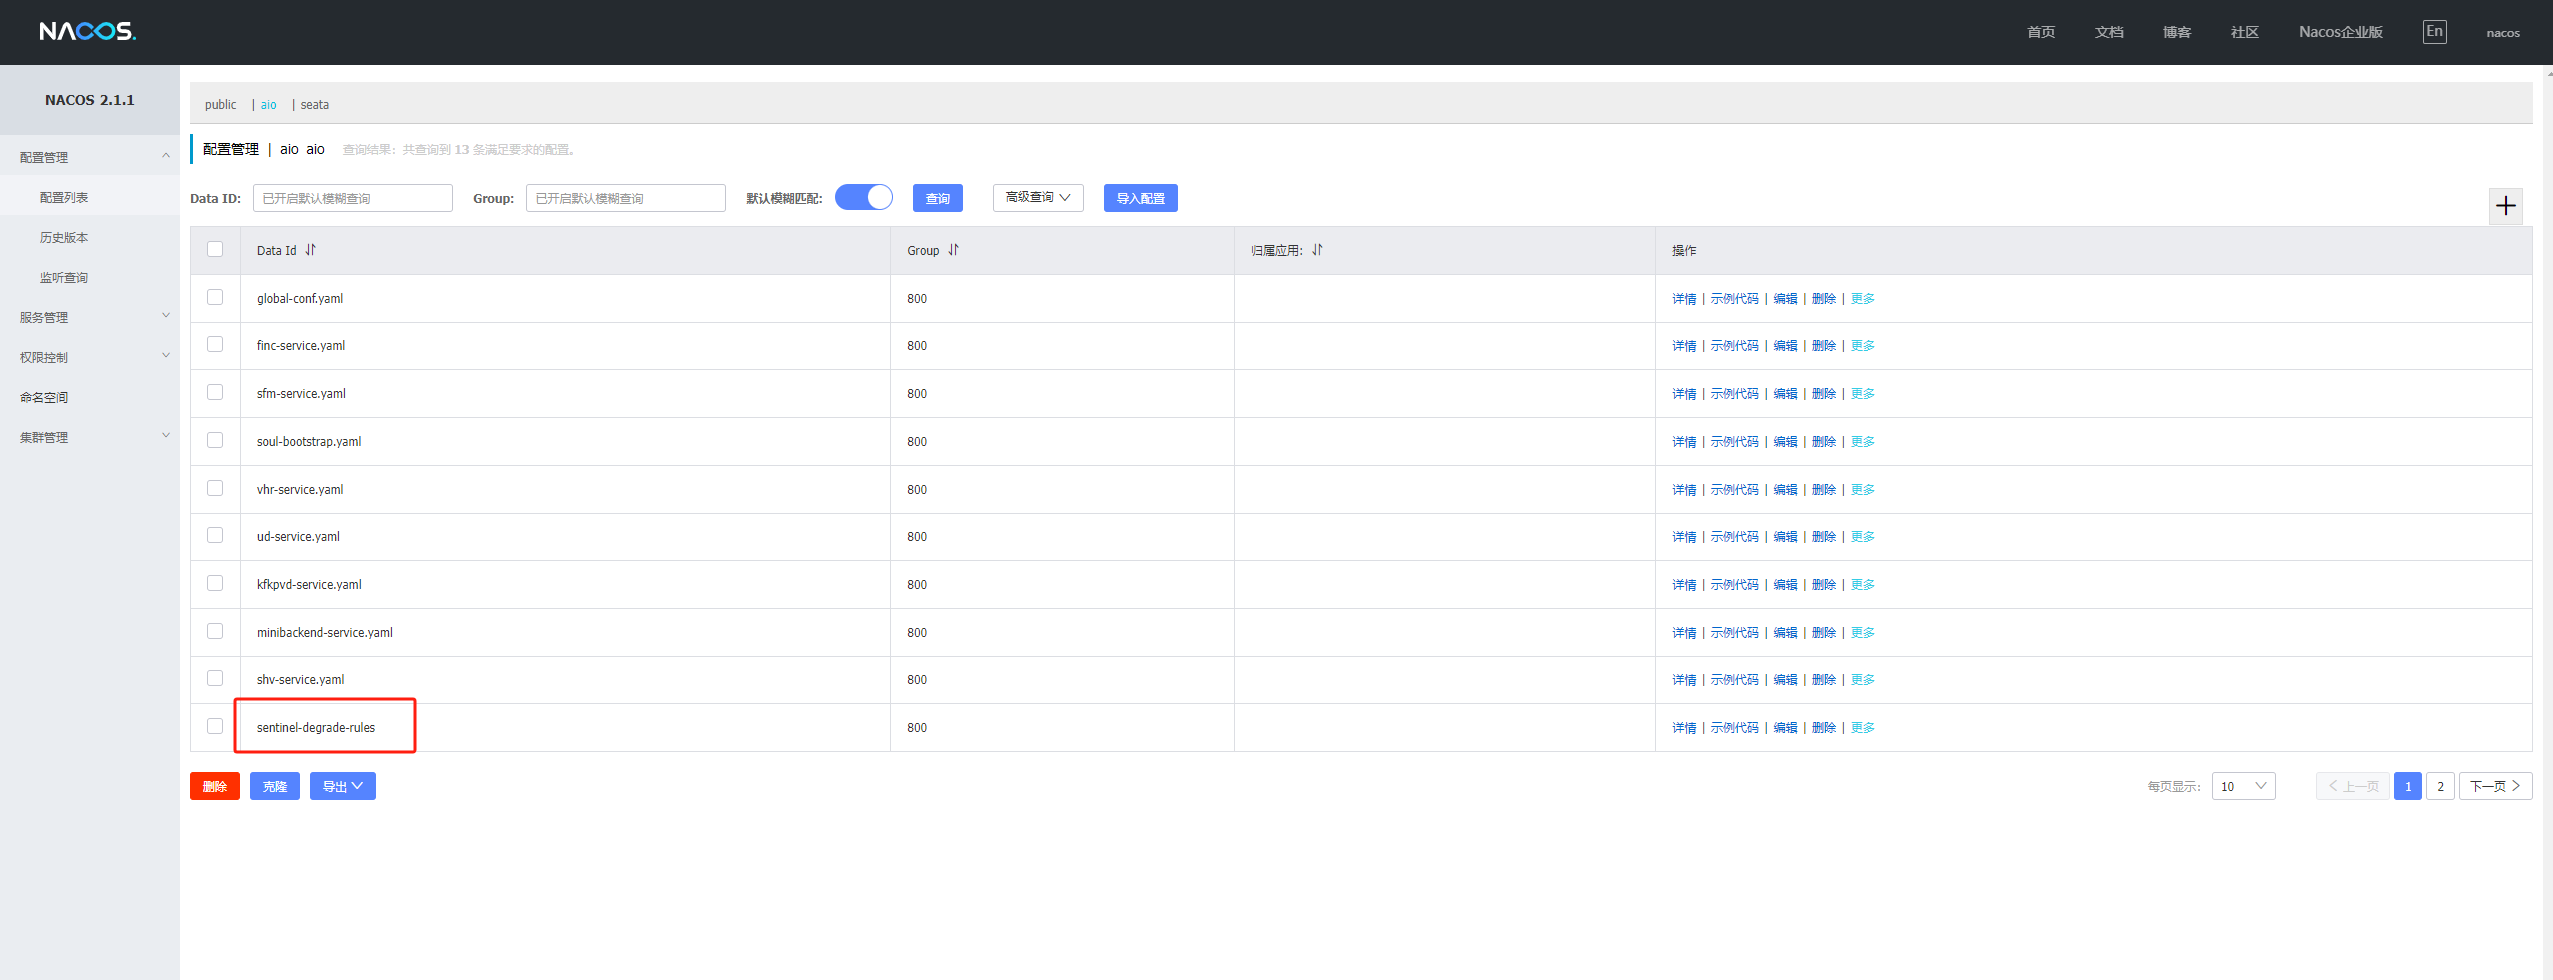 NACOS.
首页 文档 博客 社区 Nacos企业版 En nacos
NACOS 2.1.1
配置管理
配置列表
历史版本
监听查询
服务管理
权限控制
命名空间
集群管理
public | aio | seata
配置管理 | aio aio 查询结果：共查询到 13 条满足要求的配置。
Data ID: 已开启默认模糊查询 Group: 已开启默认模糊查询 默认模糊匹配: 查询 高级查询 导入配置
Data Id Group 归属应用: 操作
global-conf.yaml 800 详情 | 示例代码 | 编辑 | 删除 | 更多
finc-service.yaml 800 详情 | 示例代码 | 编辑 | 删除 | 更多
sfm-service.yaml 800 详情 | 示例代码 | 编辑 | 删除 | 更多
soul-bootstrap.yaml 800 详情 | 示例代码 | 编辑 | 删除 | 更多
vhr-service.yaml 800 详情 | 示例代码 | 编辑 | 删除 | 更多
ud-service.yaml 800 详情 | 示例代码 | 编辑 | 删除 | 更多
kfkpvd-service.yaml 800 详情 | 示例代码 | 编辑 | 删除 | 更多
minibackend-service.yaml 800 详情 | 示例代码 | 编辑 | 删除 | 更多
shv-service.yaml 800 详情 | 示例代码 | 编辑 | 删除 | 更多
sentinel-degrade-rules 800 详情 | 示例代码 | 编辑 | 删除 | 更多
删除 克隆 导出 每页显示: 10 上一页 1 2 下一页